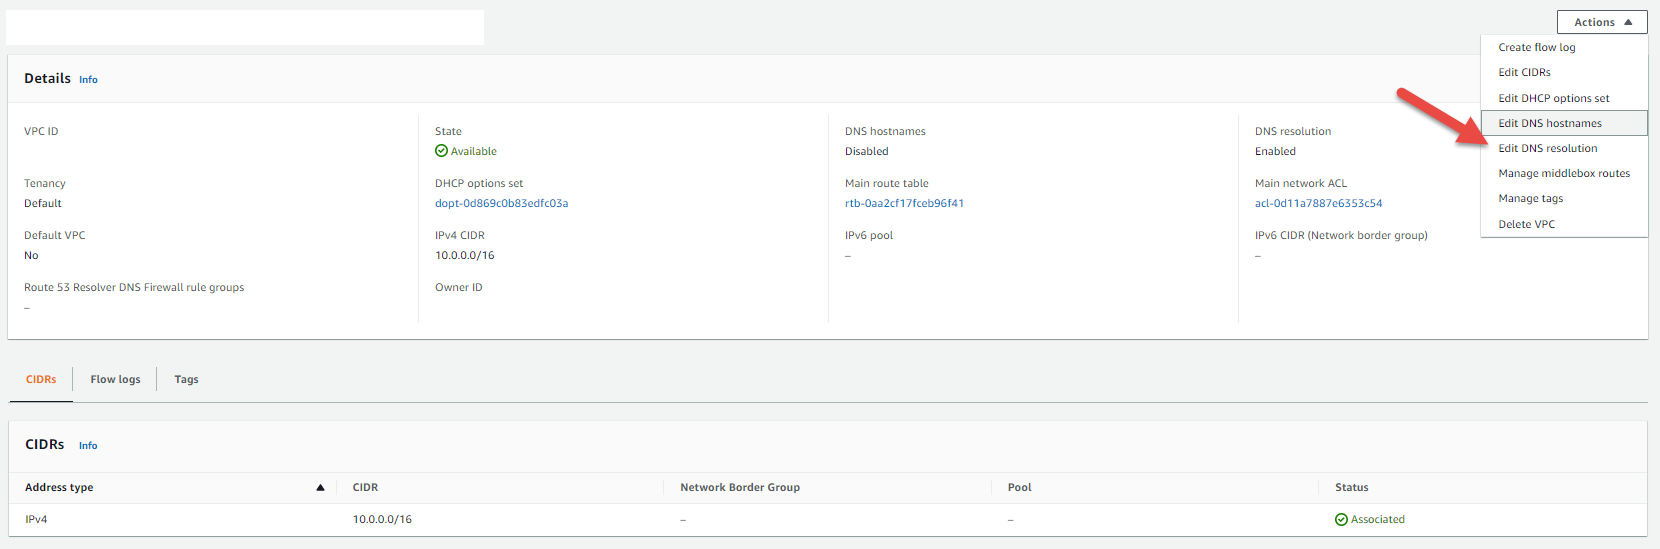 Actions ▲
Create flow log
Edit CIDRs
Edit DHCP options set
Edit DNS hostnames
Edit DNS resolution
Manage middlebox routes
Manage tags
Delete VPC
Details Info
VPC ID
State
Available
DNS hostnames
Disabled
DNS resolution
Enabled
Tenancy
Default
DHCP options set
dopt-0d869c0b83edfc03a
Main route table
rtb-0aa2cf17fceb96f41
Main network ACL
acl-0d11a7887e6353c54
Default VPC
No
IPv4 CIDR
10.0.0.0/16
IPv6 pool
–
IPv6 CIDR (Network border group)
–
Route 53 Resolver DNS Firewall rule groups
–
Owner ID
CIDRs Flow logs Tags
CIDRs Info
Address type ▲ CIDR Network Border Group Pool Status
IPv4 10.0.0.0/16 – – Associated